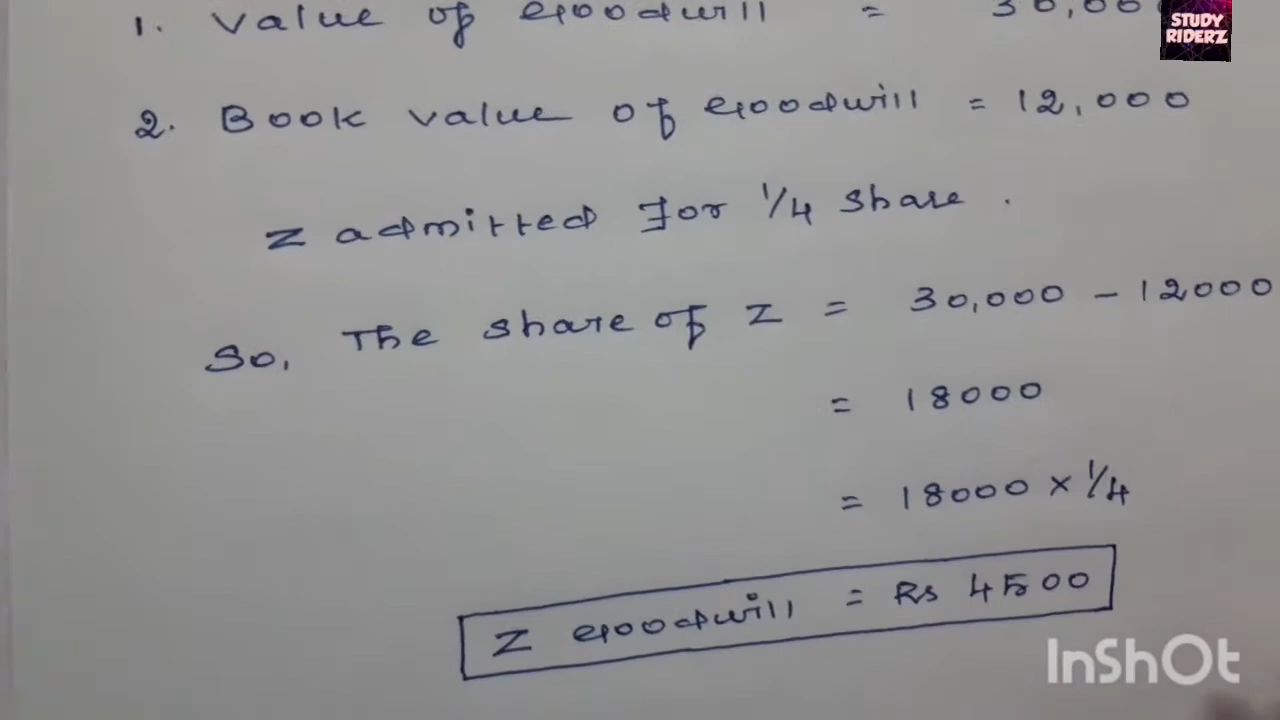 1. Value of Goodwill = 30,00
STUDY
RIDERZ
2. Book value of Goodwill = 12,000
Z admitted for 1/4 share.
So, The share of Z = 30,000 - 12000
= 18000
= 18000 × 1/4
Z Goodwill = Rs 4500
InShOt